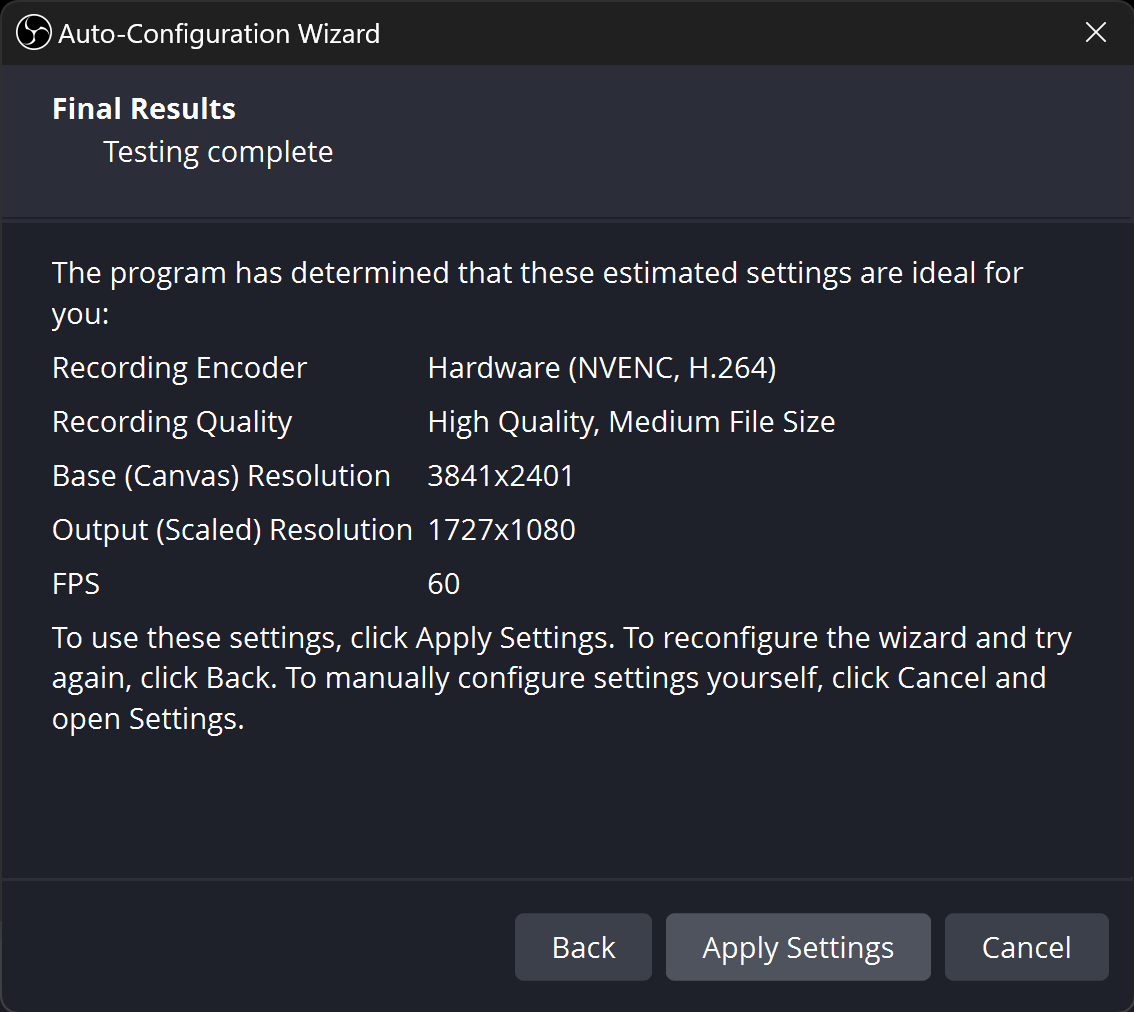 Auto-Configuration Wizard
Final Results
Testing complete
The program has determined that these estimated settings are ideal for
you:
Recording Encoder Hardware (NVENC, H.264)
Recording Quality High Quality, Medium File Size
Base (Canvas) Resolution 3841x2401
Output (Scaled) Resolution 1727x1080
FPS 60
To use these settings, click Apply Settings. To reconfigure the wizard and try
again, click Back. To manually configure settings yourself, click Cancel and
open Settings.
Back Apply Settings Cancel